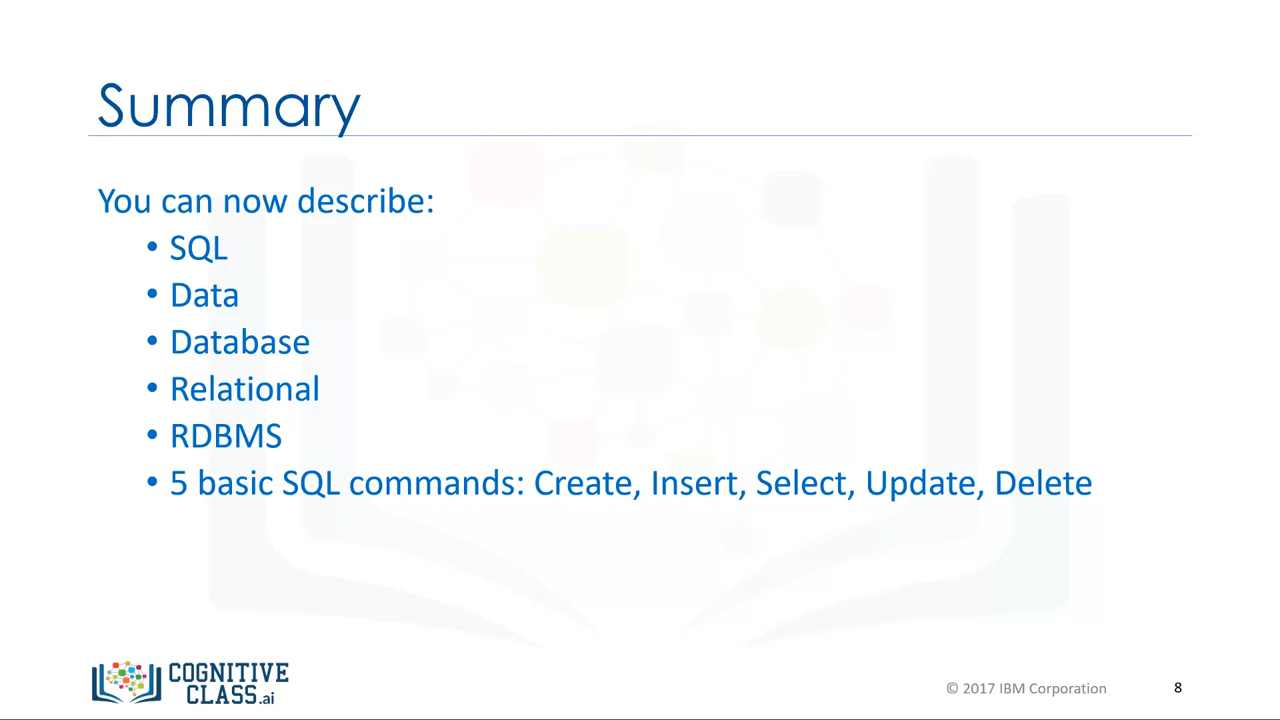 Summary
You can now describe:
• SQL
• Data
• Database
• Relational
• RDBMS
• 5 basic SQL commands: Create, Insert, Select, Update, Delete
COGNITIVE
CLASS.ai
© 2017 IBM Corporation
8